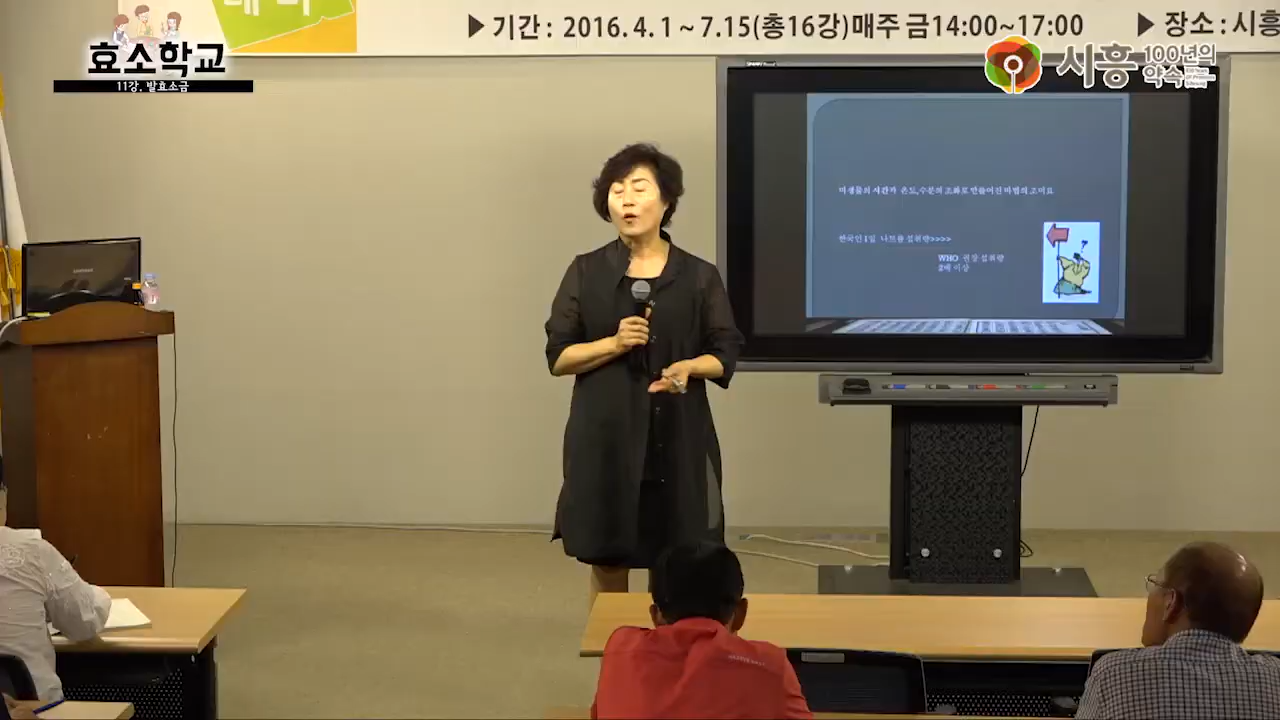 ▶ 기간 : 2016. 4. 1 ~ 7. 15(총16강)매주 금14:00~17:00
▶ 장소 : 시흥
효소학교
11강. 발효소금
시흥 100년의 약속
미생물의 시간과 온도,수분의 조화로 만들어진 마법의 조미료
한국인 1일 나트륨 섭취량>>>>
WHO 권장 섭취량
2배 이상